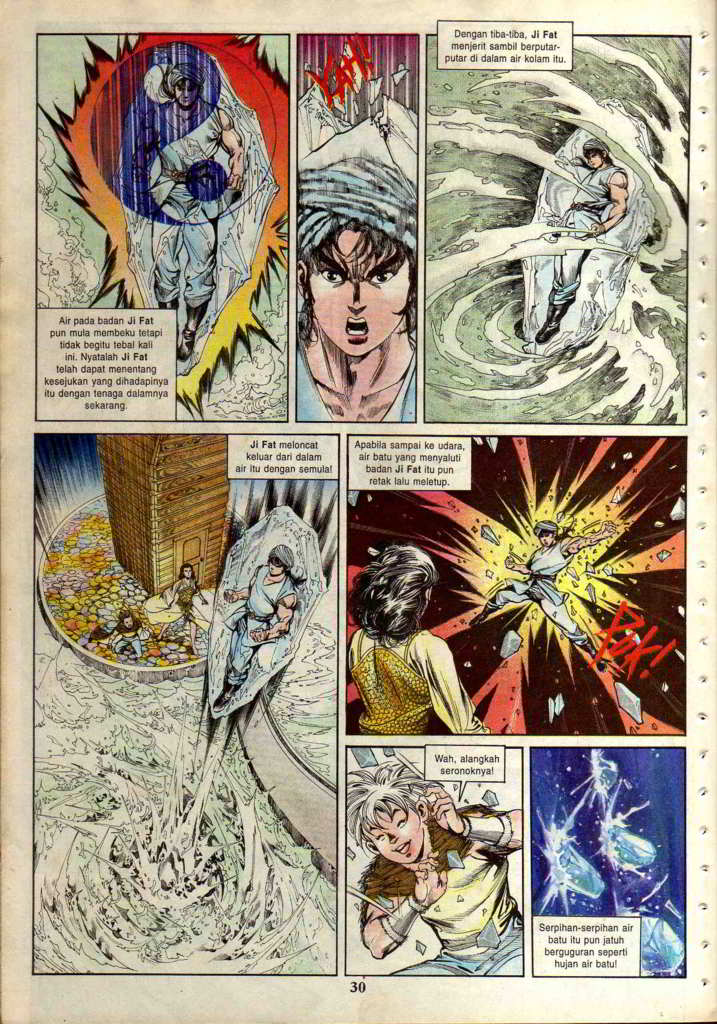 Air pada badan Ji Fat
pun mula membeku tetapi
tidak begitu tebal kali
ini. Nyatalah Ji Fat
telah dapat menentang
kesejukan yang dihadapinya
itu dengan tenaga dalamnya
sekarang.
YAH!
Dengan tiba-tiba, Ji Fat
menjerit sambil berputar-
putar di dalam air kolam itu.
Ji Fat meloncat
keluar dari dalam
air itu dengan semula!
Apabila sampai ke udara,
air batu yang menyaluti
badan Ji Fat itu pun
retak lalu meletup.
POK!
Wah, alangkah
seronoknya!
Serpihan-serpihan air
batu itu pun jatuh
berguguran seperti
hujan air batu!
30